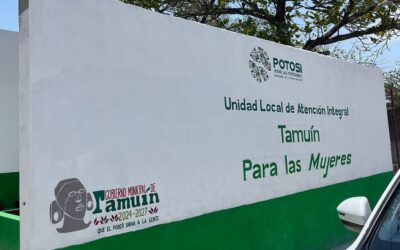 POTOSÍ
Unidad Local de Atención Integral
Tamuín
Para las Mujeres
GOBIERNO MUNICIPAL DE
Tamuín
2024-2027
QUE EL PODER SIRVA A LA GENTE